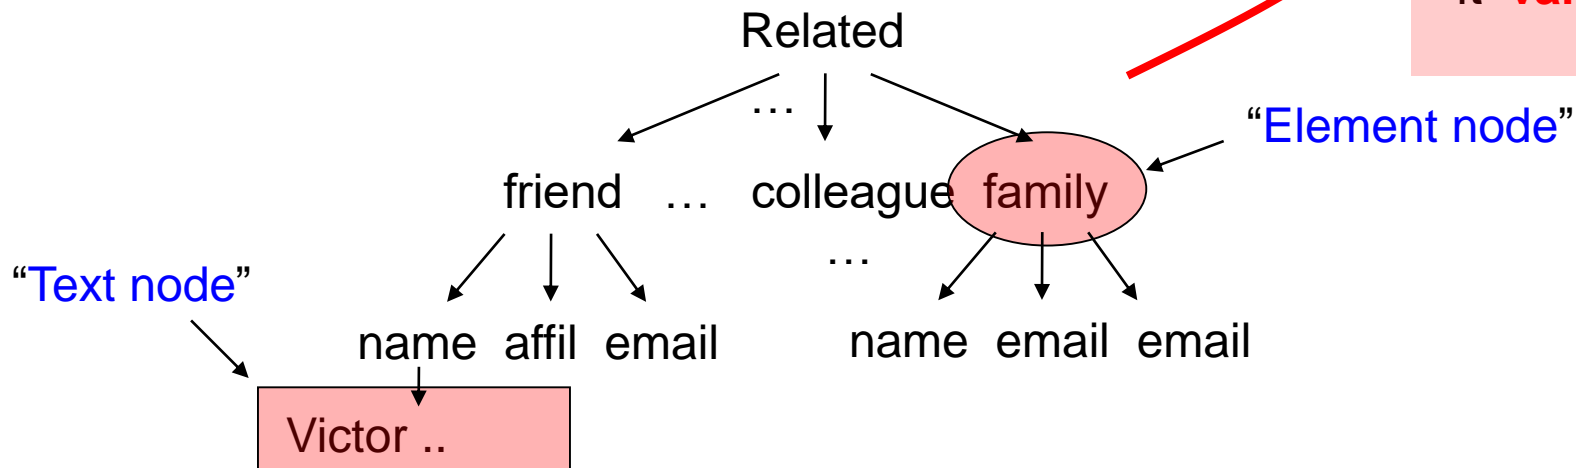 Related
…
“Element node”
friend … colleague family
…
“Text node”
name affil email name email email
Victor ..